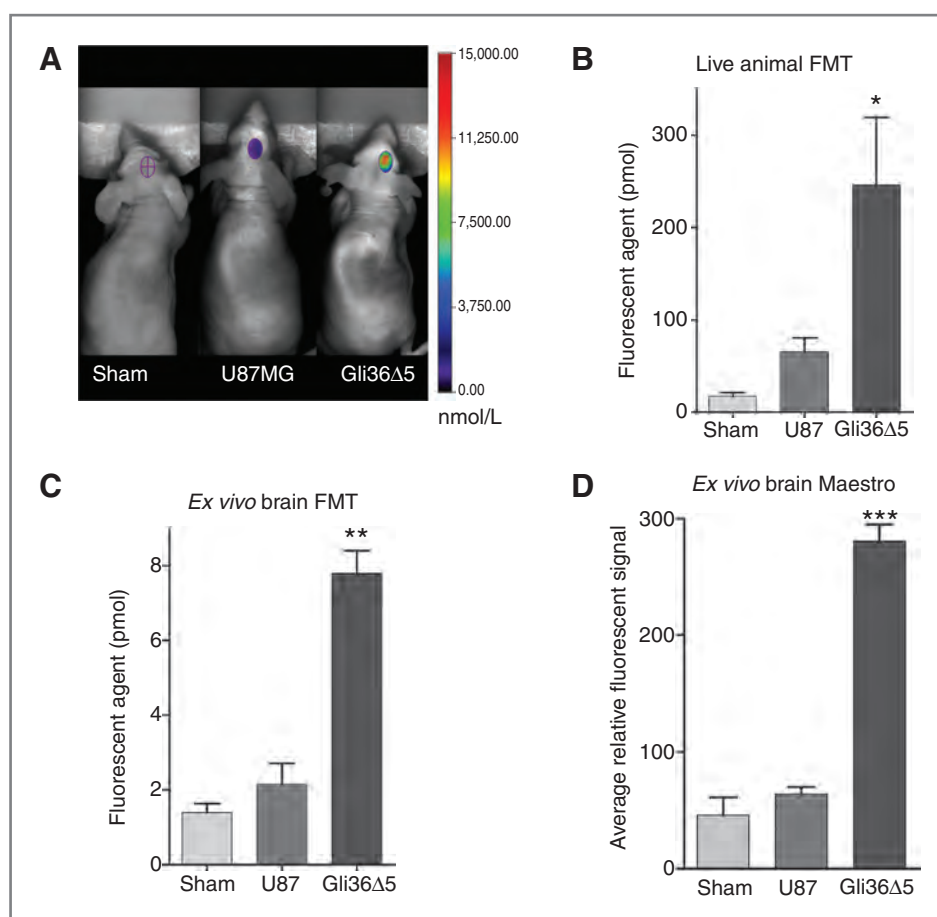 A
15,000.00
11,250.00
7,500.00
3,750.00
0.00
nmol/L
Sham U87MG Gli36Δ5
B
Live animal FMT
*
Fluorescent agent (pmol)
300
200
100
0
Sham U87 Gli36Δ5
C
Ex vivo brain FMT
**
Fluorescent agent (pmol)
8
6
4
2
0
Sham U87 Gli36Δ5
D
Ex vivo brain Maestro
***
Average relative fluorescent signal
300
200
100
0
Sham U87 Gli36Δ5